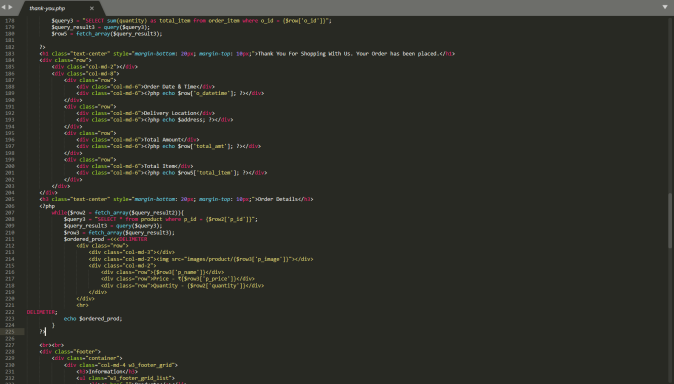 thank-you.php
178 $query3 = "SELECT sum(quantity) as total_item from order_item where o_id = {$row['o_id']}";
179 $query_result3 = query($query3);
180 $row5 = fetch_array($query_result3);
181
182 ?>
183 <h1 class="text-center" style="margin-bottom: 20px; margin-top: 10px;">Thank You For Shopping With Us. Your Order has been placed.</h1>
184 <div class="row">
185 <div class="col-md-2"></div>
186 <div class="col-md-8">
187 <div class="row">
188 <div class="col-md-6">Order Date & Time</div>
189 <div class="col-md-6"><?php echo $row['o_datetime']; ?></div>
190 </div>
191 <div class="row">
192 <div class="col-md-6">Delivery Location</div>
193 <div class="col-md-6"><?php echo $address; ?></div>
194 </div>
195 <div class="row">
196 <div class="col-md-6">Total Amount</div>
197 <div class="col-md-6"><?php echo $row['total_amt']; ?></div>
198 </div>
199 <div class="row">
200 <div class="col-md-6">Total Item</div>
201 <div class="col-md-6"><?php echo $row5['total_item']; ?></div>
202 </div>
203 </div>
204 </div>
205 <h1 class="text-center" style="margin-bottom: 20px; margin-top: 10px;">Order Details</h1>
206 <?php
207 while($row2 = fetch_array($query_result2)){
208 $query3 = "SELECT * from product where p_id = {$row2['p_id']}";
209 $query_result3 = query($query3);
210 $row3 = fetch_array($query_result3);
211 $ordered_prod =<<<DELIMETER
212 <div class="row">
213 <div class="col-md-3"></div>
214 <div class="col-md-2"><img src="images/product/{$row3['p_image']}"></div>
215 <div class="col-md-2">
216 <div class="row">{$row3['p_name']}</div>
217 <div class="row">Price - ₹{$row3['p_price']}</div>
218 <div class="row">Quantity - {$row2['quantity']}</div>
219 </div>
220 </div>
221 <hr>
222 DELIMETER;
223 echo $ordered_prod;
224 }
225 ?>
226
227 <br><br>
228 <div class="footer">
229 <div class="container">
230 <div class="col-md-4 w3_footer_grid">
231 <h3>Information</h3>
232 <ul class="w3_footer_grid_list">